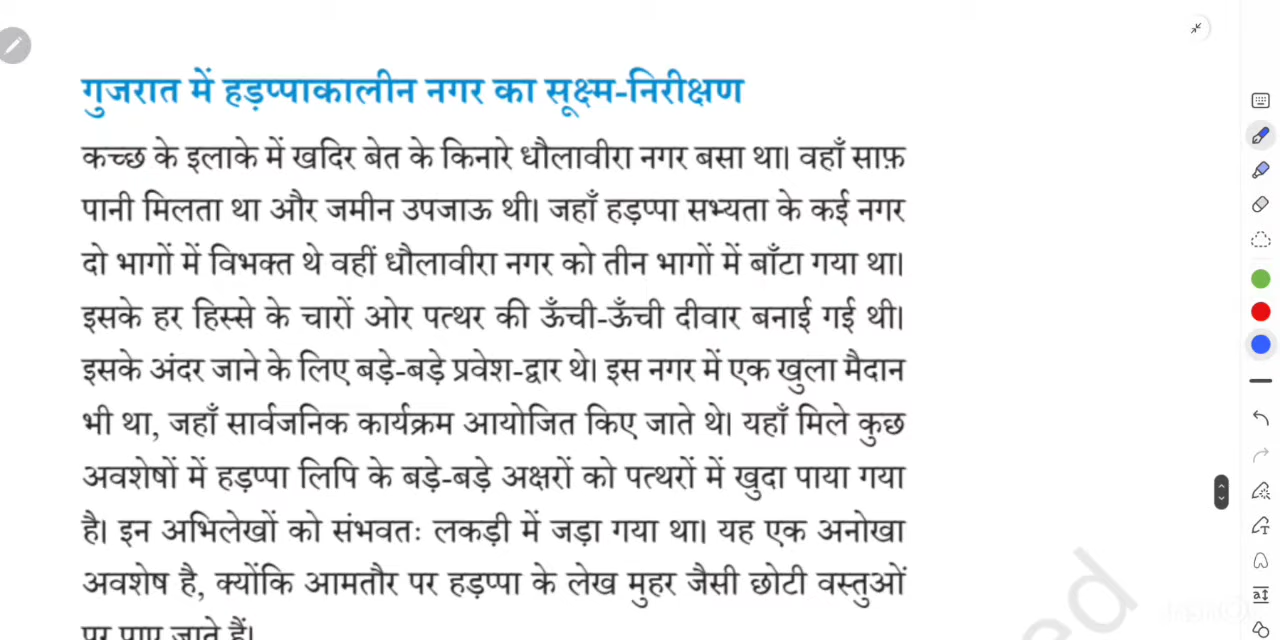 गुजरात में हड़प्पाकालीन नगर का सूक्ष्म-निरीक्षण
कच्छ के इलाके में खदिर बेत के किनारे धौलावीरा नगर बसा था। वहाँ साफ़
पानी मिलता था और जमीन उपजाऊ थी। जहाँ हड़प्पा सभ्यता के कई नगर
दो भागों में विभक्त थे वहीं धौलावीरा नगर को तीन भागों में बाँटा गया था।
इसके हर हिस्से के चारों ओर पत्थर की ऊँची-ऊँची दीवार बनाई गई थी।
इसके अंदर जाने के लिए बड़े-बड़े प्रवेश-द्वार थे। इस नगर में एक खुला मैदान
भी था, जहाँ सार्वजनिक कार्यक्रम आयोजित किए जाते थे। यहाँ मिले कुछ
अवशेषों में हड़प्पा लिपि के बड़े-बड़े अक्षरों को पत्थरों में खुदा पाया गया
है। इन अभिलेखों को संभवतः लकड़ी में जड़ा गया था। यह एक अनोखा
अवशेष है, क्योंकि आमतौर पर हड़प्पा के लेख मुहर जैसी छोटी वस्तुओं
पर पाए जाते हैं।
ed